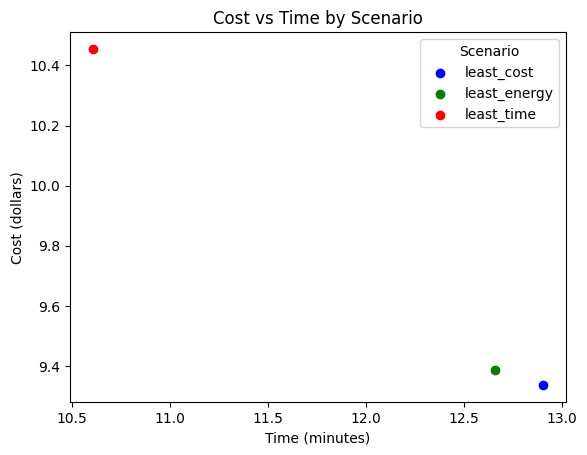 Cost vs Time by Scenario
Scenario
least_cost
least_energy
least_time
Cost (dollars)
10.4
10.2
10.0
9.8
9.6
9.4
10.5 11.0 11.5 12.0 12.5 13.0
Time (minutes)